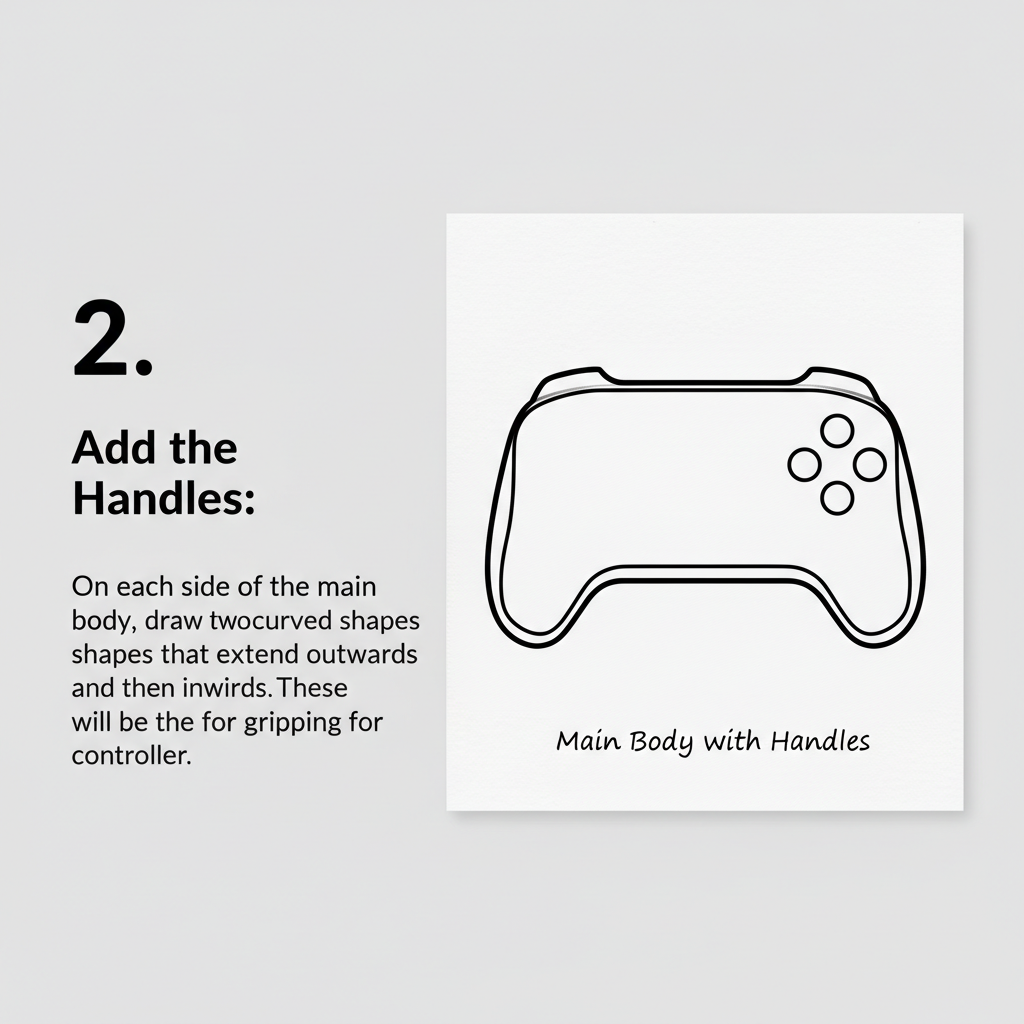 2.
Add the
Handles:
On each side of the main
body, draw twocurved shapes
shapes that extend outwards
and then inwirds. These
will be the for gripping for
controller.
Main Body with Handles